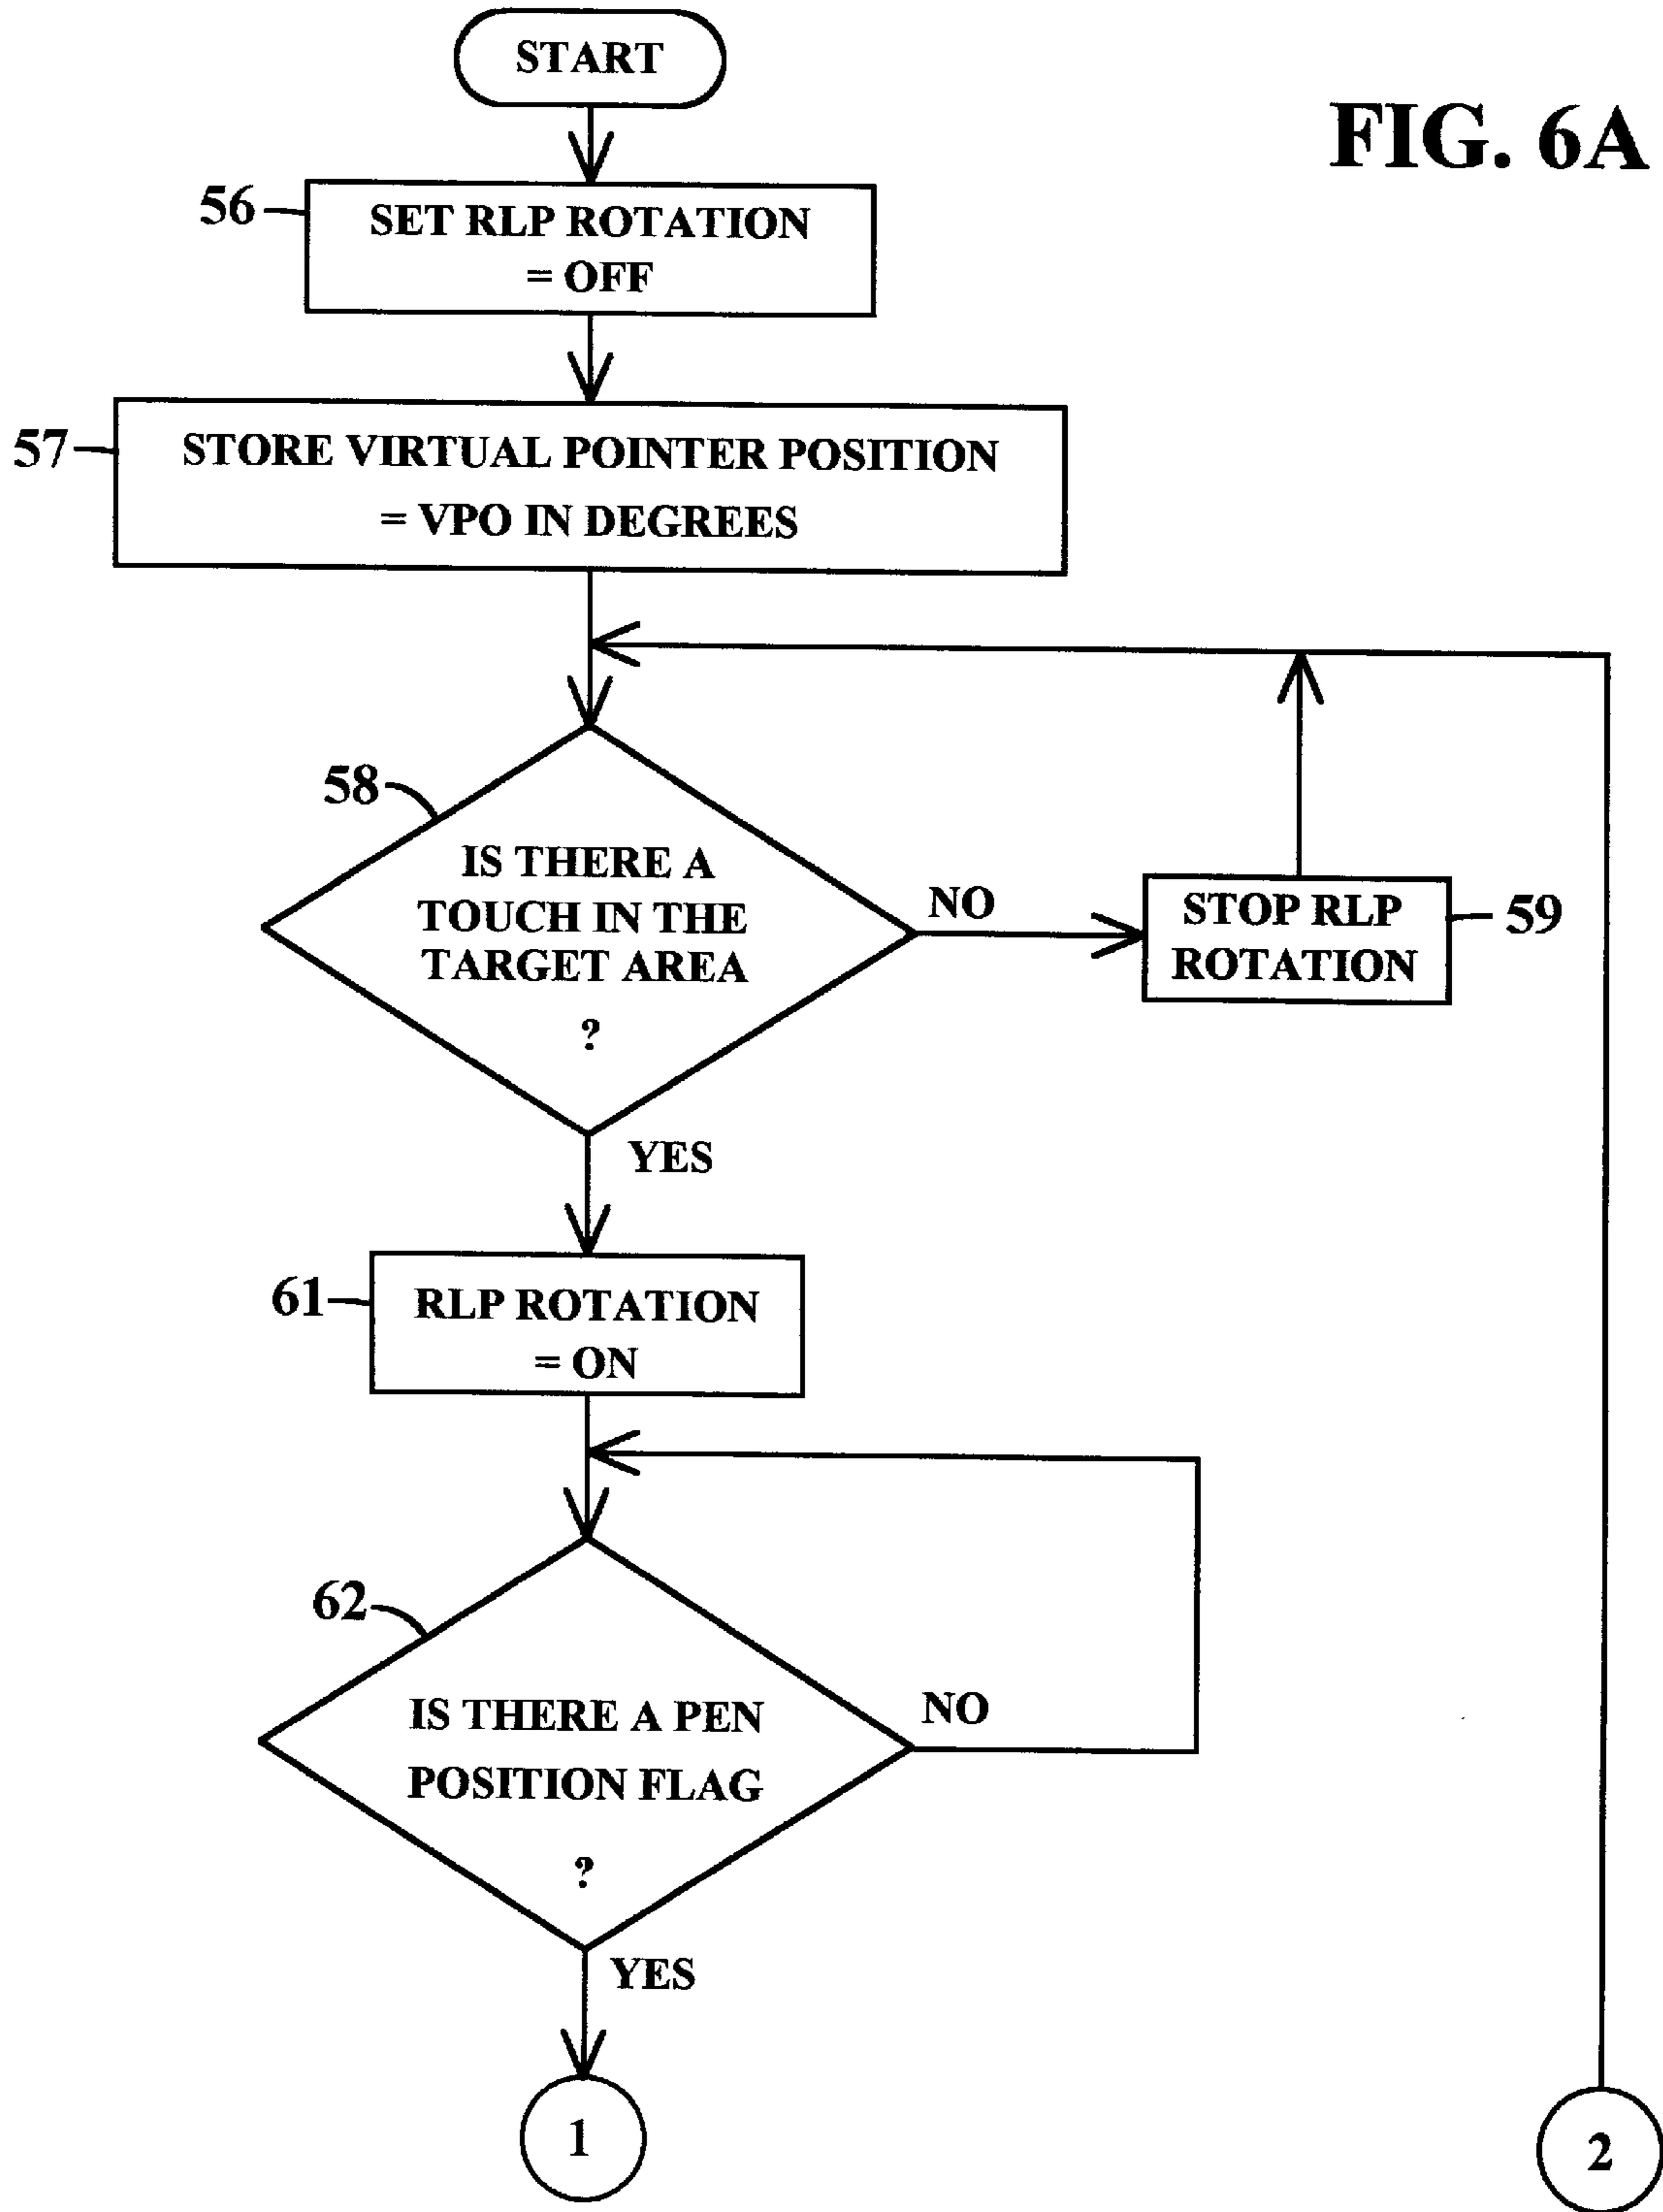 START
FIG. 6A
56
SET RLP ROTATION
= OFF
57
STORE VIRTUAL POINTER POSITION
= VPO IN DEGREES
58
IS THERE A
TOUCH IN THE
TARGET AREA
?
NO
STOP RLP
ROTATION
59
YES
61
RLP ROTATION
= ON
62
IS THERE A PEN
POSITION FLAG
?
NO
YES
1
2